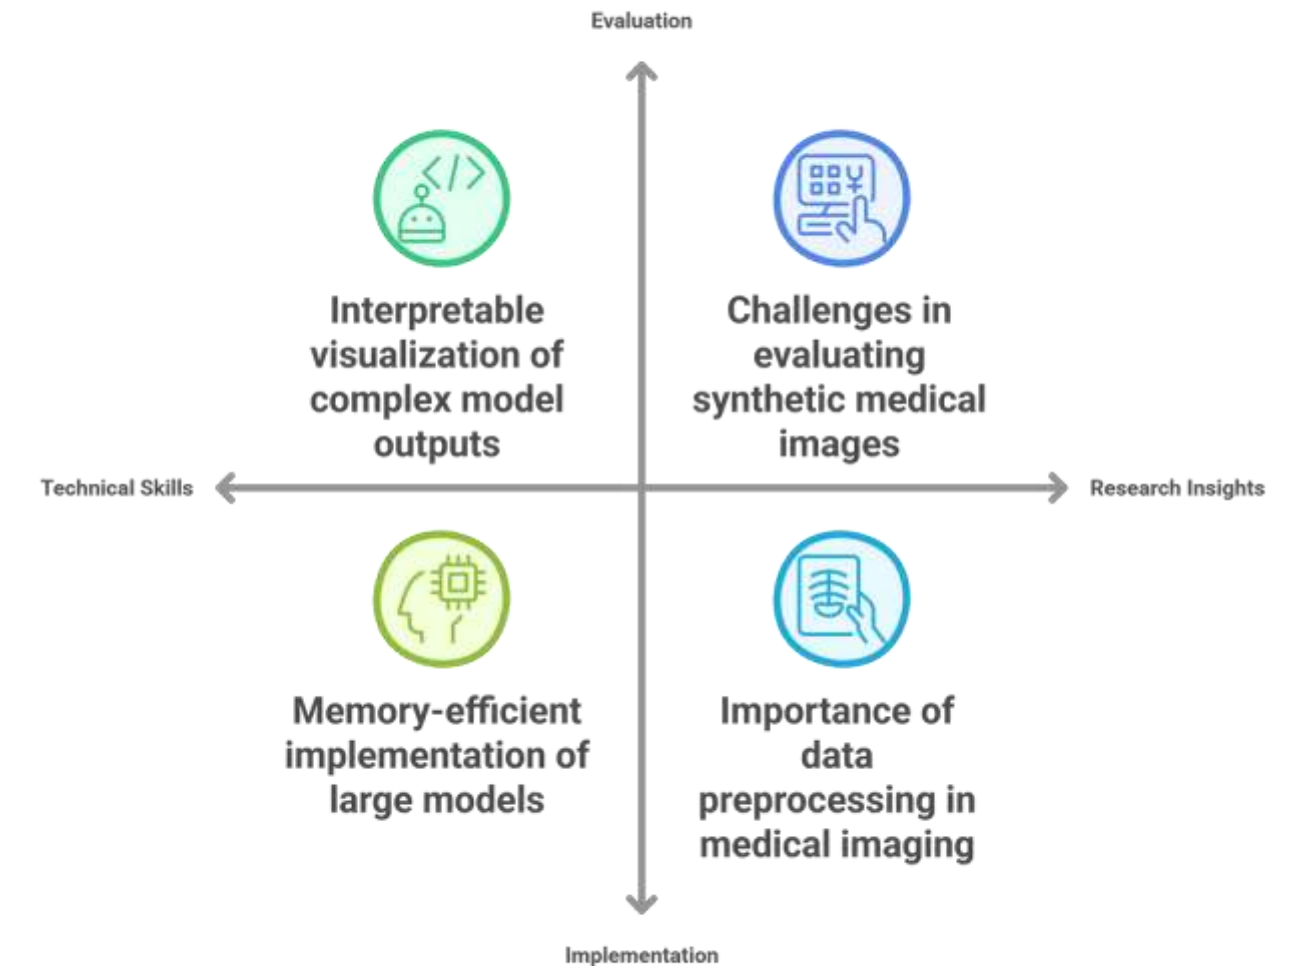 Evaluation
Interpretable
visualization of
complex model
outputs
Challenges in
evaluating
synthetic medical
images
Technical Skills
Research Insights
Memory-efficient
implementation of
large models
Importance of
data
preprocessing in
medical imaging
Implementation